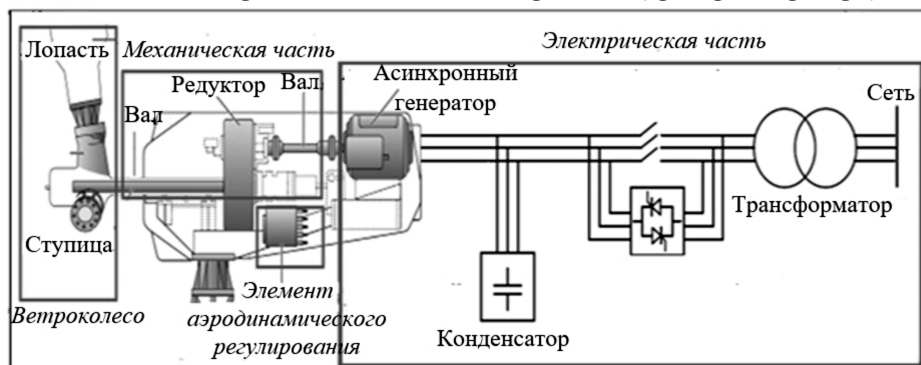 Лопасть
Механическая часть
Электрическая часть
Редуктор
Вал
Асинхронный
генератор
Вал
Сеть
Ступица
Трансформатор
Элемент
аэродинамического
регулирования
Ветроколесо
Конденсатор